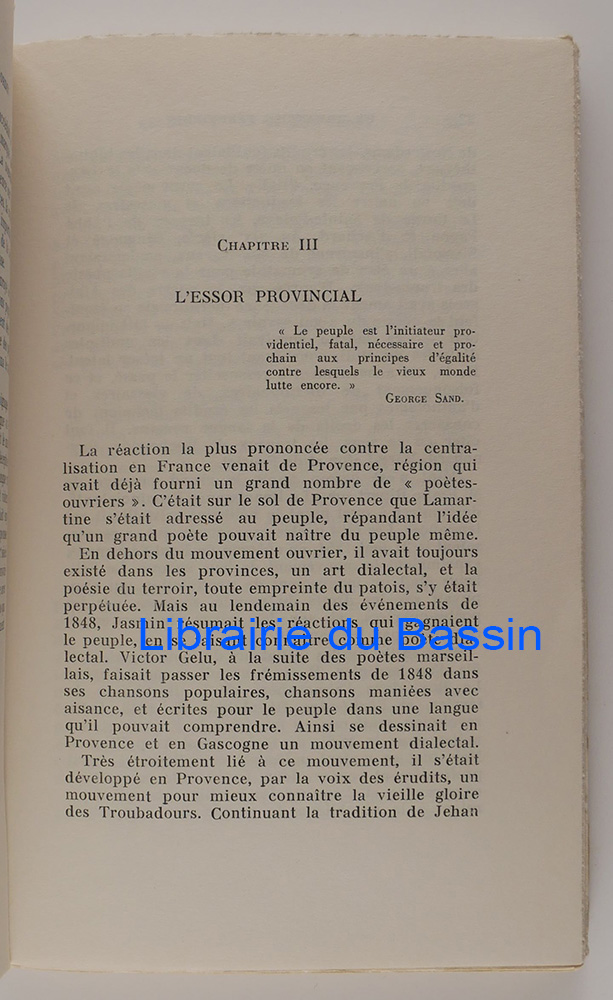 CHAPITRE III
L'ESSOR PROVINCIAL
« Le peuple est l'initiateur pro-
videntiel, fatal, nécessaire et pro-
chain aux principes d'égalité
contre lesquels le vieux monde
lutte encore. »
GEORGE SAND.
La réaction la plus prononcée contre la centra-
lisation en France venait de Provence, région qui
avait déjà fourni un grand nombre de « poètes-
ouvriers ». C'était sur le sol de Provence que Lamar-
tine s'était adressé au peuple, répandant l'idée
qu'un grand poète pouvait naître du peuple même.
En dehors du mouvement ouvrier, il avait toujours
existé dans les provinces, un art dialectal, et la
poésie du terroir, toute empreinte du patois, s'y était
perpétuée. Mais au lendemain des événements de
1848, Jasmin résumait les réactions qui gagnaient
le peuple, en se faisant connaître comme poète dia-
Librairie du Bassin
lectal. Victor Gelu, à la suite des poètes marseil-
lais, faisait passer les frémissements de 1848 dans
ses chansons populaires, chansons maniées avec
aisance, et écrites pour le peuple dans une langue
qu'il pouvait comprendre. Ainsi se dessinait en
Provence et en Gascogne un mouvement dialectal.
Très étroitement lié à ce mouvement, il s'était
développé en Provence, par la voix des érudits, un
mouvement pour mieux connaître la vieille gloire
des Troubadours. Continuant la tradition de Jehan